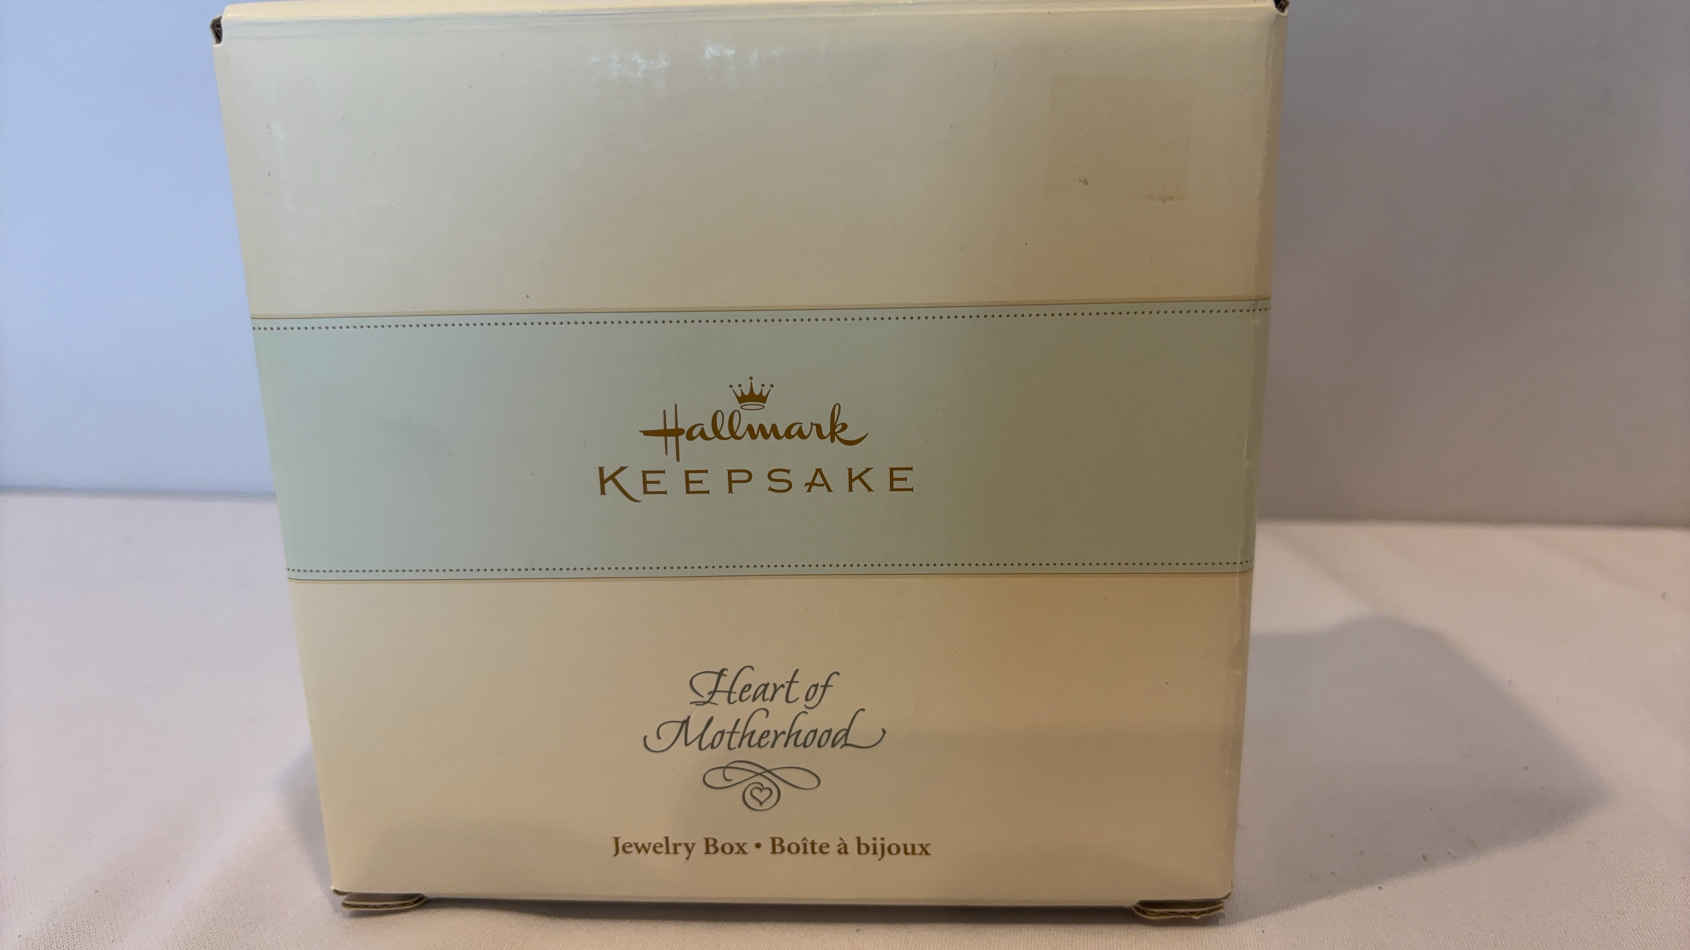 Hallmark
KEEPSAKE
Heart of
Motherhood
Jewelry Box • Boîte à bijoux